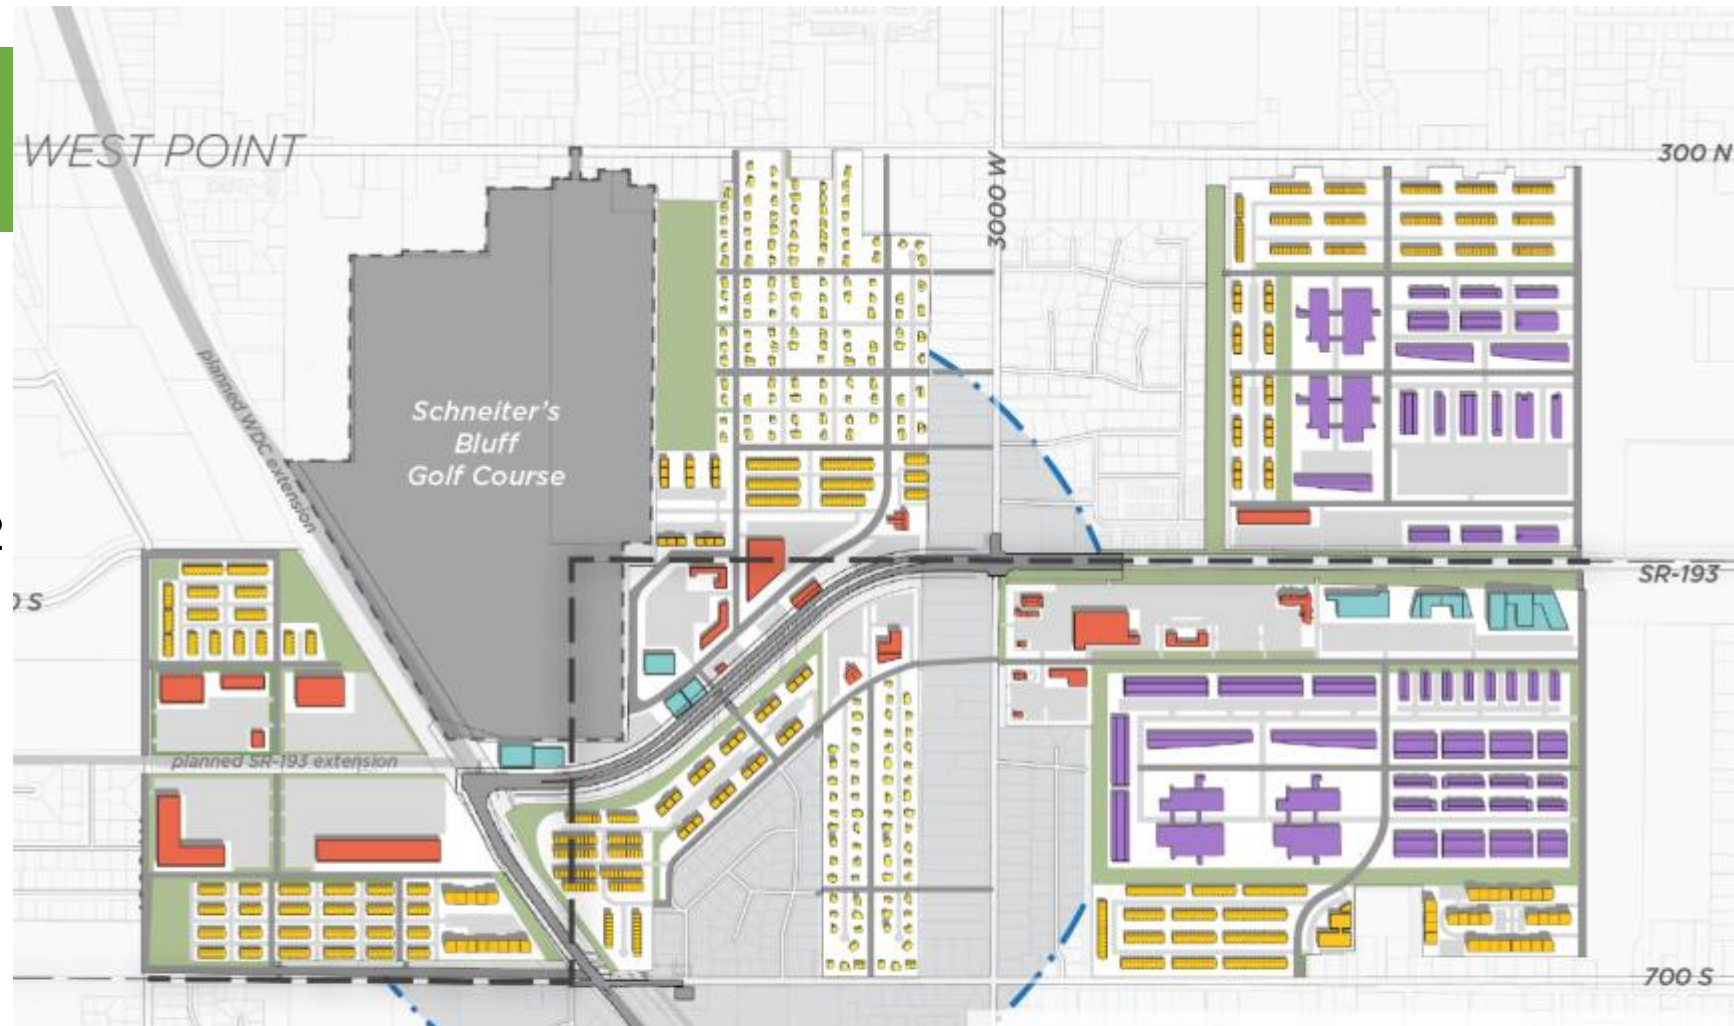 WEST POINT
300 N
3000 W
planned WDC extension
Schneiter's
Bluff
Golf Course
SR-193
planned SR-193 extension
700 S